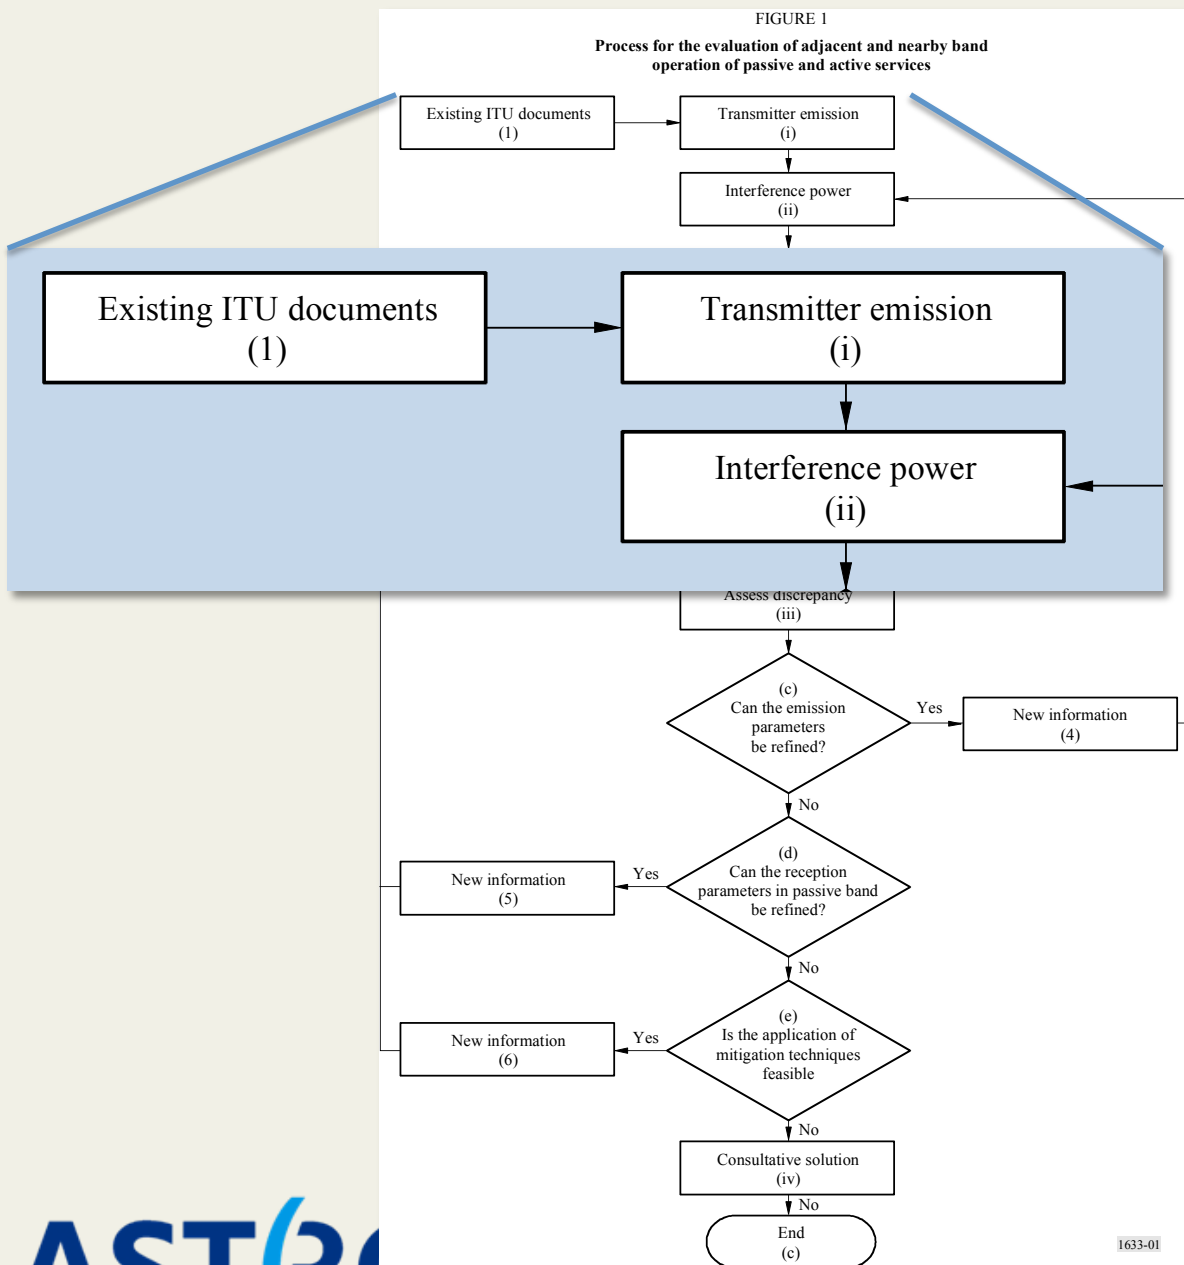 FIGURE 1
Process for the evaluation of adjacent and nearby band
operation of passive and active services
Existing ITU documents
(1)
Transmitter emission
(i)
Interference power
(ii)
Existing ITU documents
(1)
Transmitter emission
(i)
Interference power
(ii)
Assess discrepancy
(iii)
(c)
Can the emission
parameters
be refined?
Yes
New information
(4)
No
(d)
Can the reception
parameters in passive band
be refined?
Yes
New information
(5)
No
(e)
Is the application of
mitigation techniques
feasible
Yes
New information
(6)
No
Consultative solution
(iv)
No
End
(c)
1633-01